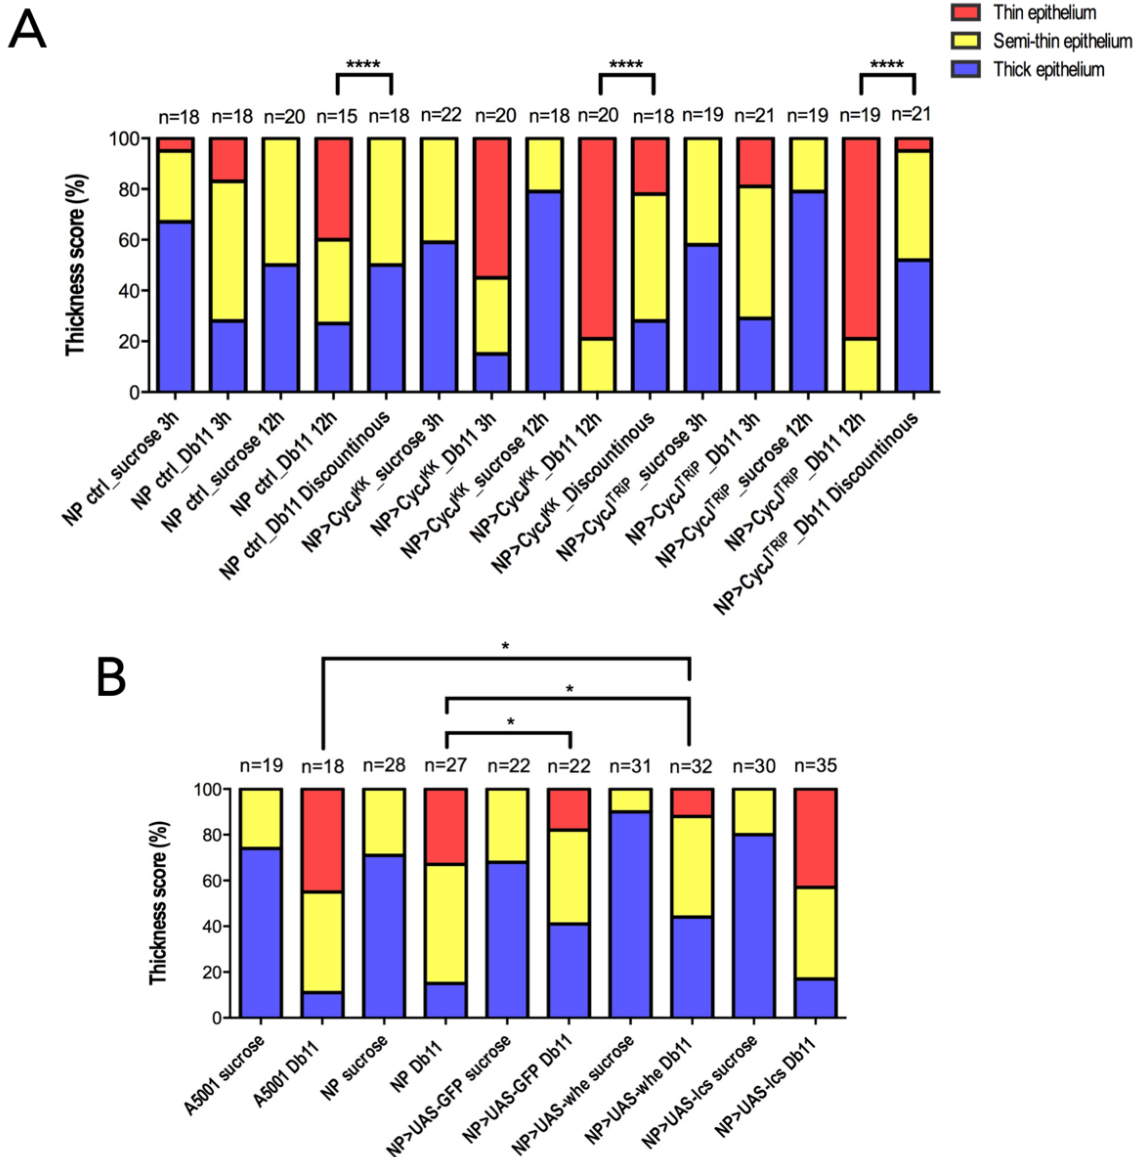 A
Thin epithelium
Semi-thin epithelium
Thick epithelium
**** **** ****
n=18 n=18 n=20 n=15 n=18 n=22 n=20 n=18 n=20 n=18 n=19 n=21 n=19 n=19 n=21
Thickness score (%)
100
80
60
40
20
0
NP ctrl_sucrose 3h
NP ctrl_Db11 3h
NP ctrl_sucrose 12h
NP ctrl_Db11 12h
NP ctrl_Db11 Discountinous
NP>CycJKK_sucrose 3h
NP>CycJKK_Db11 3h
NP>CycJKK_sucrose 12h
NP>CycJKK_Db11 12h
NP>CycJKK_Discountinous
NP>CycJTRiP_sucrose 3h
NP>CycJTRiP_Db11 3h
NP>CycJTRiP_sucrose 12h
NP>CycJTRiP_Db11 12h
NP>CycJTRiP_Db11 Discountinous
B
*
*
*
n=19 n=18 n=28 n=27 n=22 n=22 n=31 n=32 n=30 n=35
Thickness score (%)
100
80
60
40
20
0
A5001 sucrose
A5001 Db11
NP sucrose
NP Db11
NP>UAS-GFP sucrose
NP>UAS-GFP Db11
NP>UAS-whe sucrose
NP>UAS-whe Db11
NP>UAS-lcs sucrose
NP>UAS-lcs Db11